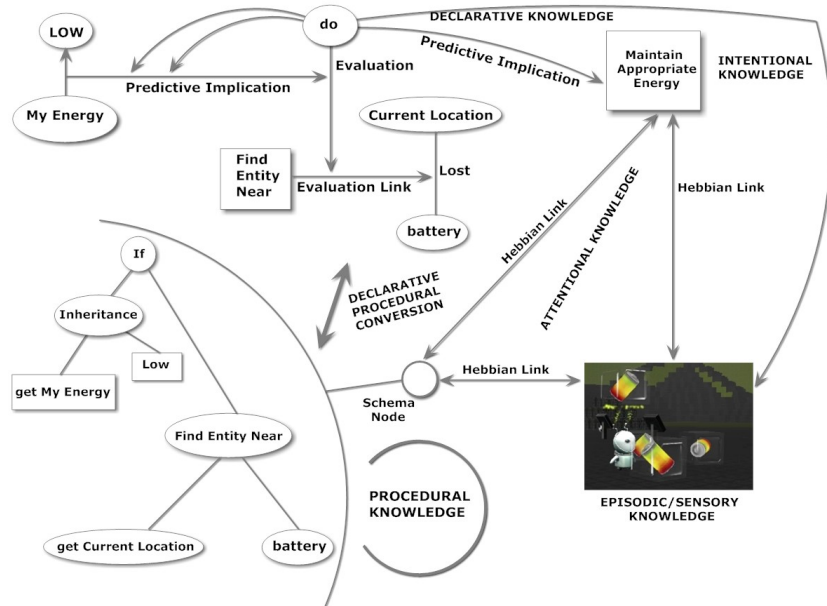 do
DECLARATIVE KNOWLEDGE
LOW
Evaluation
Predictive Implication
Predictive Implication
My Energy
Maintain
Appropriate
Energy
INTENTIONAL
KNOWLEDGE
Current Location
Find
Entity
Near
Evaluation Link
Lost
battery
Hebbian Link
Hebbian Link
ATTENTIONAL KNOWLEDGE
If
Inheritance
get My Energy
Low
Find Entity Near
get Current Location
battery
DECLARATIVE
PROCEDURAL
CONVERSION
Schema
Node
Hebbian Link
PROCEDURAL
KNOWLEDGE
EPISODIC/SENSORY
KNOWLEDGE